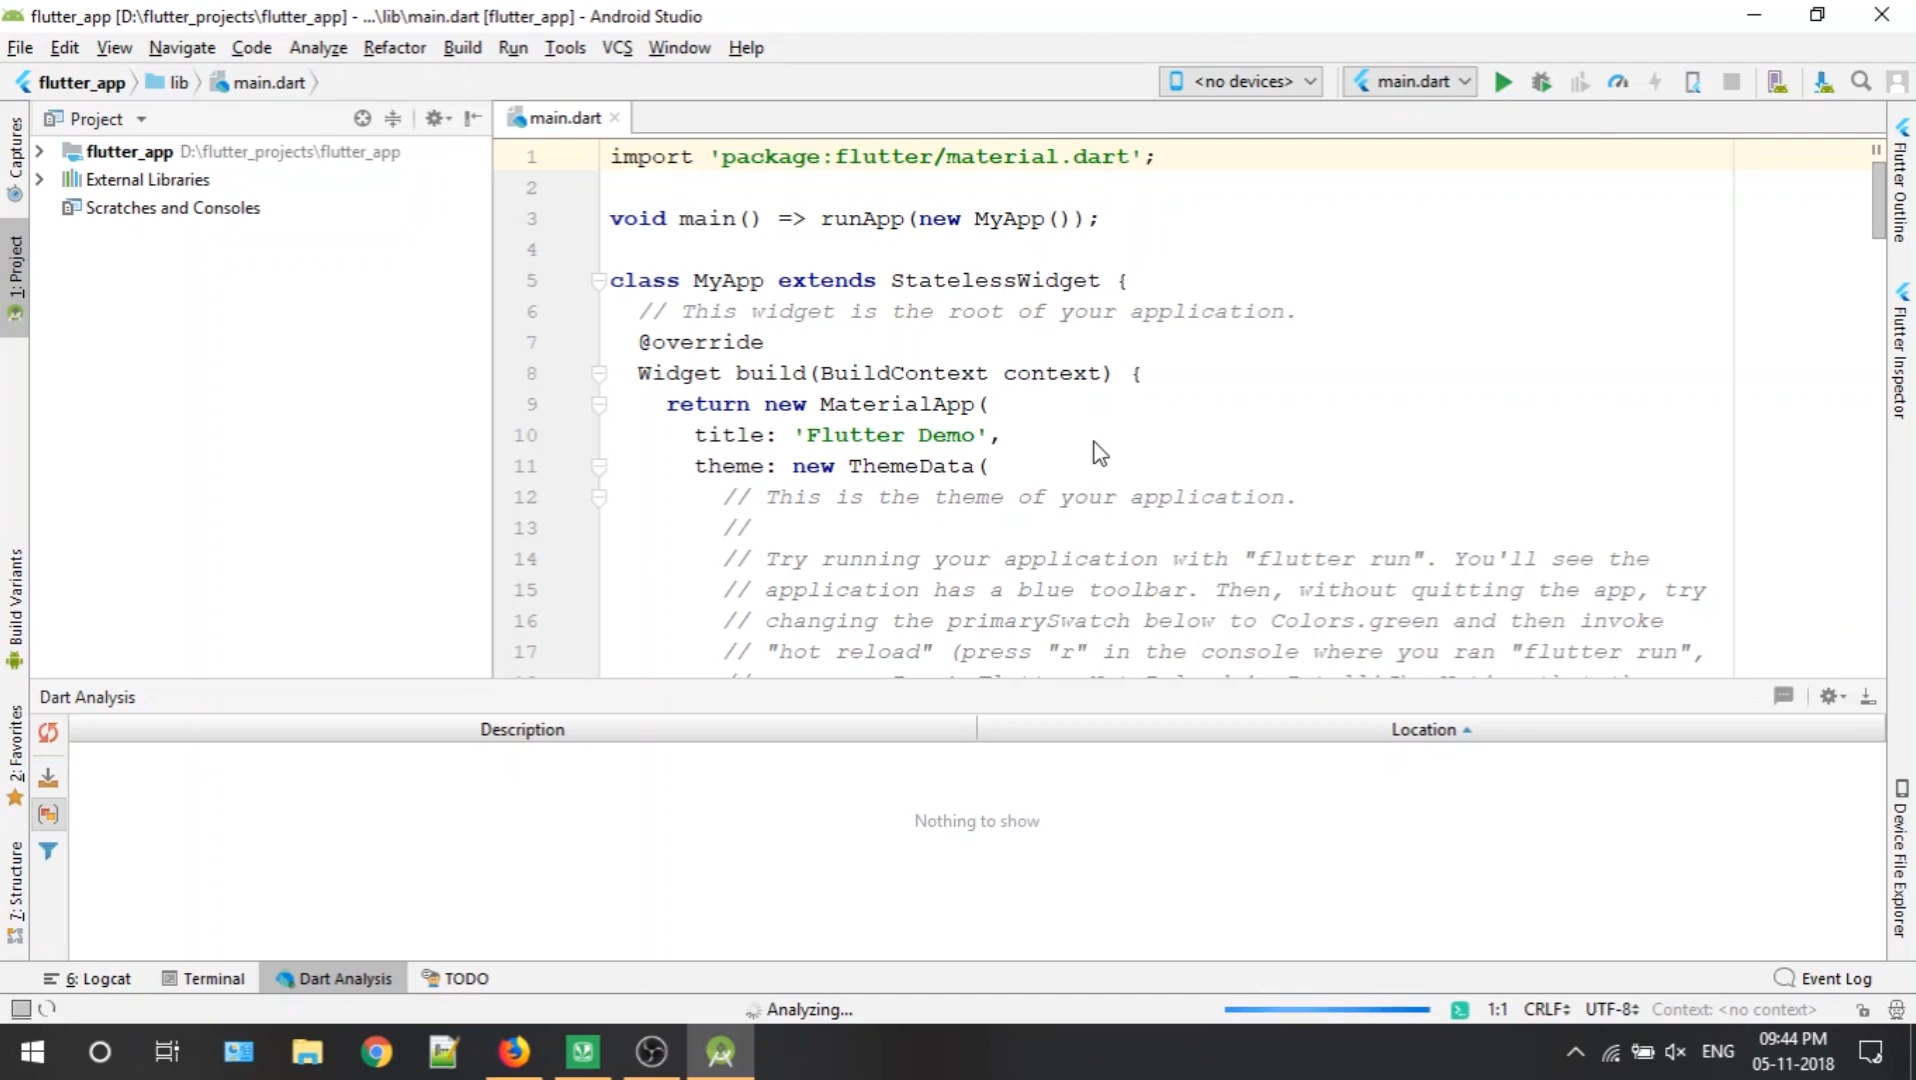 flutter_app [D:\flutter_projects\flutter_app] - ...\lib\main.dart [flutter_app] - Android Studio
File Edit View Navigate Code Analyze Refactor Build Run Tools VCS Window Help
flutter_app lib main.dart <no devices> main.dart
Project main.dart
flutter_app D:\flutter_projects\flutter_app
External Libraries
Scratches and Consoles
Captures
1: Project
Build Variants
2: Favorites
7: Structure
1 import 'package:flutter/material.dart';
2
3 void main() => runApp(new MyApp());
4
5 class MyApp extends StatelessWidget {
6 // This widget is the root of your application.
7 @override
8 Widget build(BuildContext context) {
9 return new MaterialApp(
10 title: 'Flutter Demo',
11 theme: new ThemeData(
12 // This is the theme of your application.
13 //
14 // Try running your application with "flutter run". You'll see the
15 // application has a blue toolbar. Then, without quitting the app, try
16 // changing the primarySwatch below to Colors.green and then invoke
17 // "hot reload" (press "r" in the console where you ran "flutter run",
Flutter Outline
Flutter Inspector
Device File Explorer
Dart Analysis
Description Location
Nothing to show
6: Logcat Terminal Dart Analysis TODO Event Log
Analyzing... 1:1 CRLF UTF-8 Context: <no context>
ENG 09:44 PM
05-11-2018